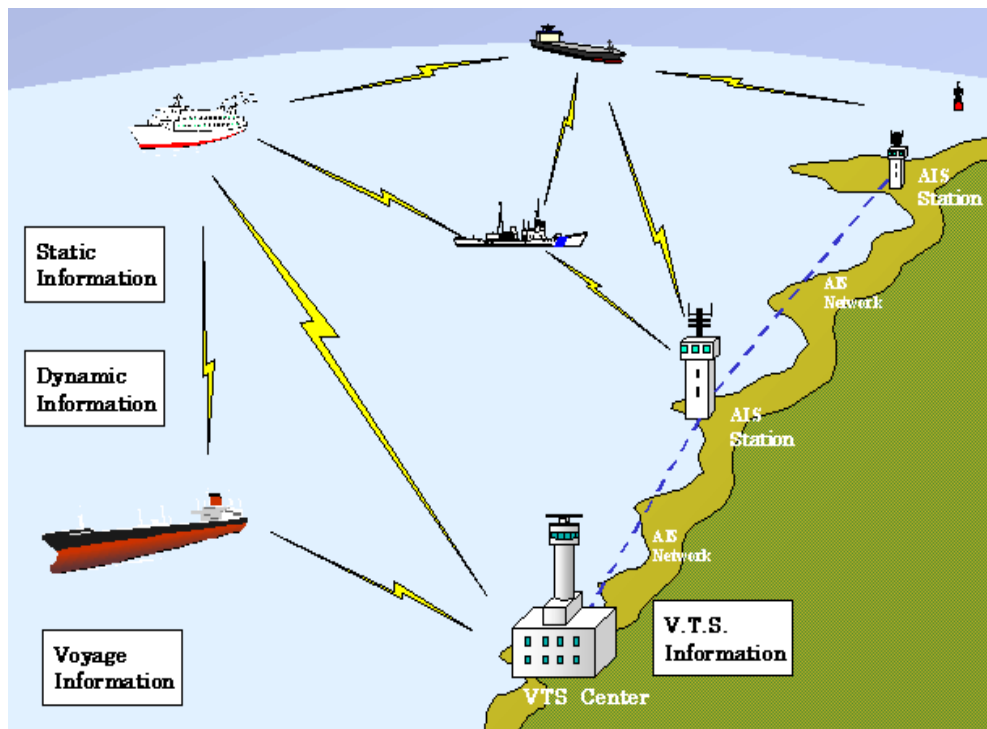 AIS
Station
Static
Information
AIS
Network
Dynamic
Information
AIS
Station
AIS
Network
V.T.S.
Information
Voyage
Information
VTS Center